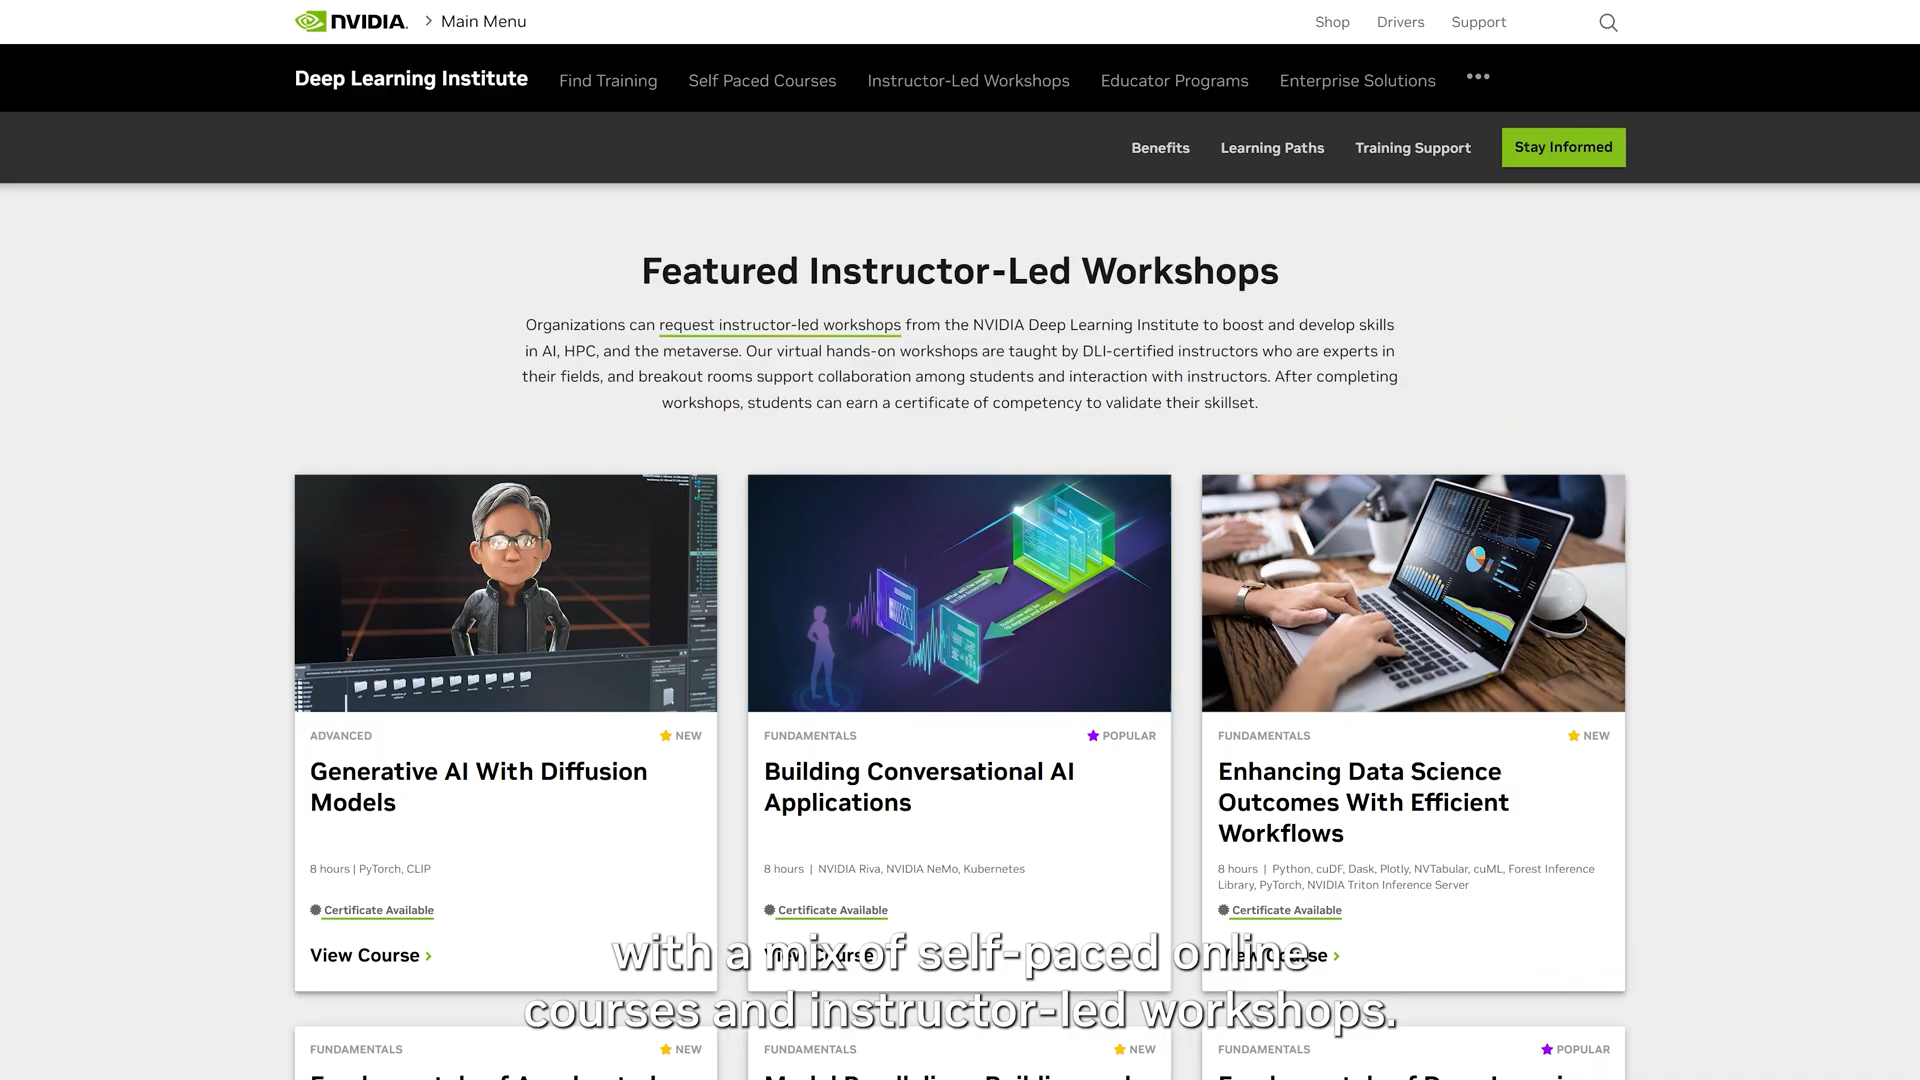 NVIDIA.
Main Menu
Shop
Drivers
Support
Deep Learning Institute
Find Training
Self Paced Courses
Instructor-Led Workshops
Educator Programs
Enterprise Solutions
Benefits
Learning Paths
Training Support
Stay Informed
Featured Instructor-Led Workshops
Organizations can request instructor-led workshops from the NVIDIA Deep Learning Institute to boost and develop skills
in AI, HPC, and the metaverse. Our virtual hands-on workshops are taught by DLI-certified instructors who are experts in
their fields, and breakout rooms support collaboration among students and interaction with instructors. After completing
workshops, students can earn a certificate of competency to validate their skillset.
ADVANCED
NEW
Generative AI With Diffusion
Models
8 hours | PyTorch, CLIP
Certificate Available
View Course
FUNDAMENTALS
POPULAR
Building Conversational AI
Applications
8 hours | NVIDIA Riva, NVIDIA NeMo, Kubernetes
Certificate Available
View Course
FUNDAMENTALS
NEW
Enhancing Data Science
Outcomes With Efficient
Workflows
8 hours | Python, cuDF, Dask, Plotly, NVTabular, cuML, Forest Inference
Library, PyTorch, NVIDIA Triton Inference Server
Certificate Available
View Course
with a mix of self-paced online
courses and instructor-led workshops.
FUNDAMENTALS
NEW
FUNDAMENTALS
NEW
FUNDAMENTALS
POPULAR